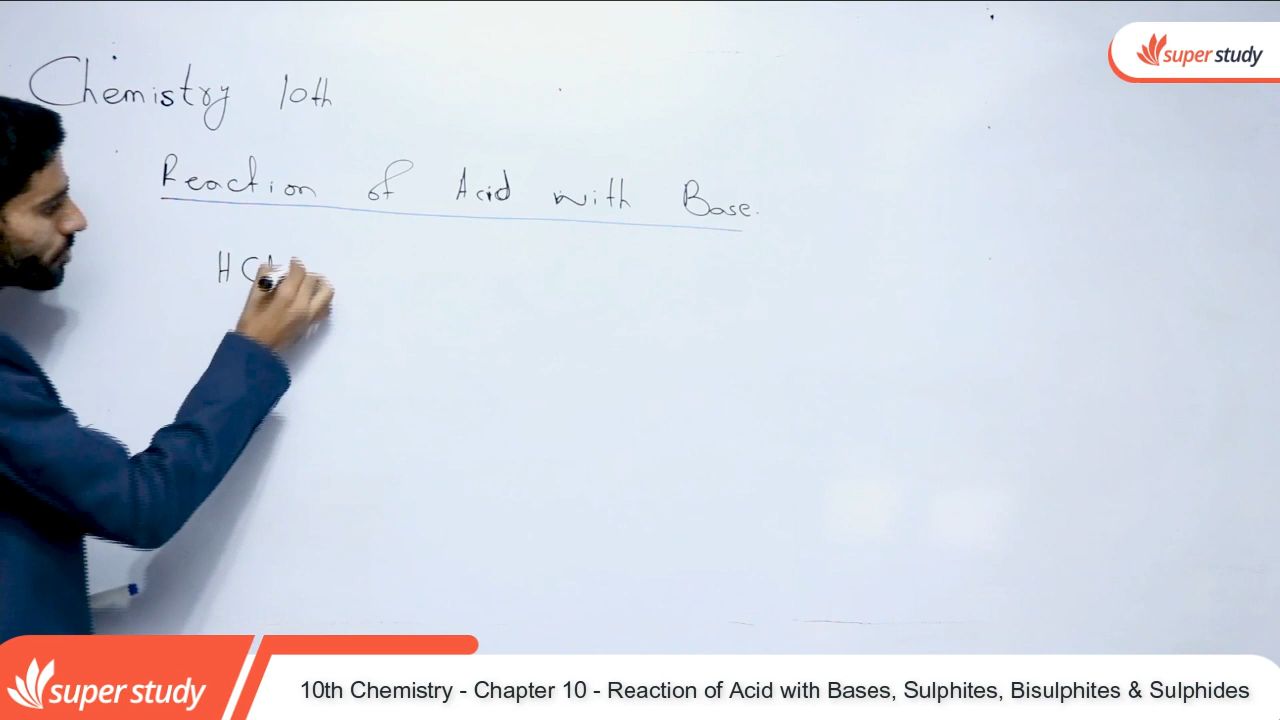 super study
Chemistry 10th
Reaction of Acid with Base.
HCl
super study
10th Chemistry - Chapter 10 - Reaction of Acid with Bases, Sulphites, Bisulphites & Sulphides